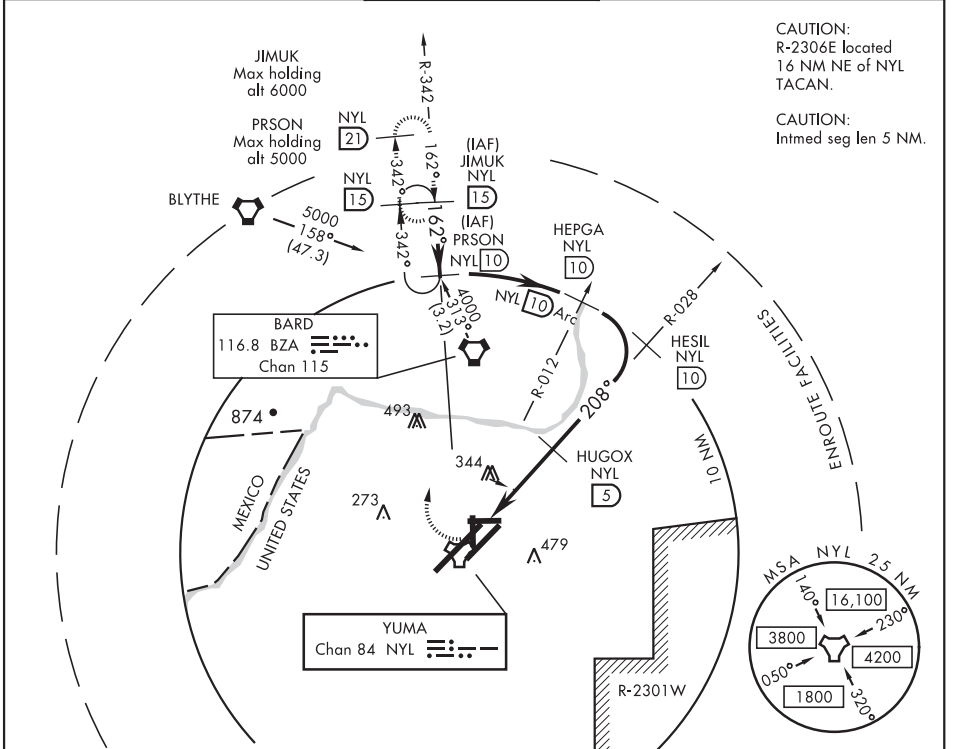 CAUTION:
R-2306E located
16 NM NE of NYL
TACAN.
CAUTION:
Intmed seg len 5 NM.
JIMUK
Max holding
alt 6000
PRSON
Max holding
alt 5000
R-342
NYL
21
342°
162°
NYL
15
(IAF)
JIMUK
NYL
15
342°
162°
BLYTHE
5000
158°
(47.3)
(IAF)
PRSON
NYL 10
HEPGA
NYL
10
NYL 10 Arc
4000
313°
(3.2)
R-028
R-012
HESIL
NYL
10
BARD
116.8 BZA
Chan 115
208°
ENROUTE FACILITIES
874
493
344
HUGOX
NYL
5
10 NM
MEXICO
UNITED STATES
273
479
YUMA
Chan 84 NYL
R-2301W
MSA NYL 25 NM
140°
16,100
230°
3800
4200
050°
1800
320°